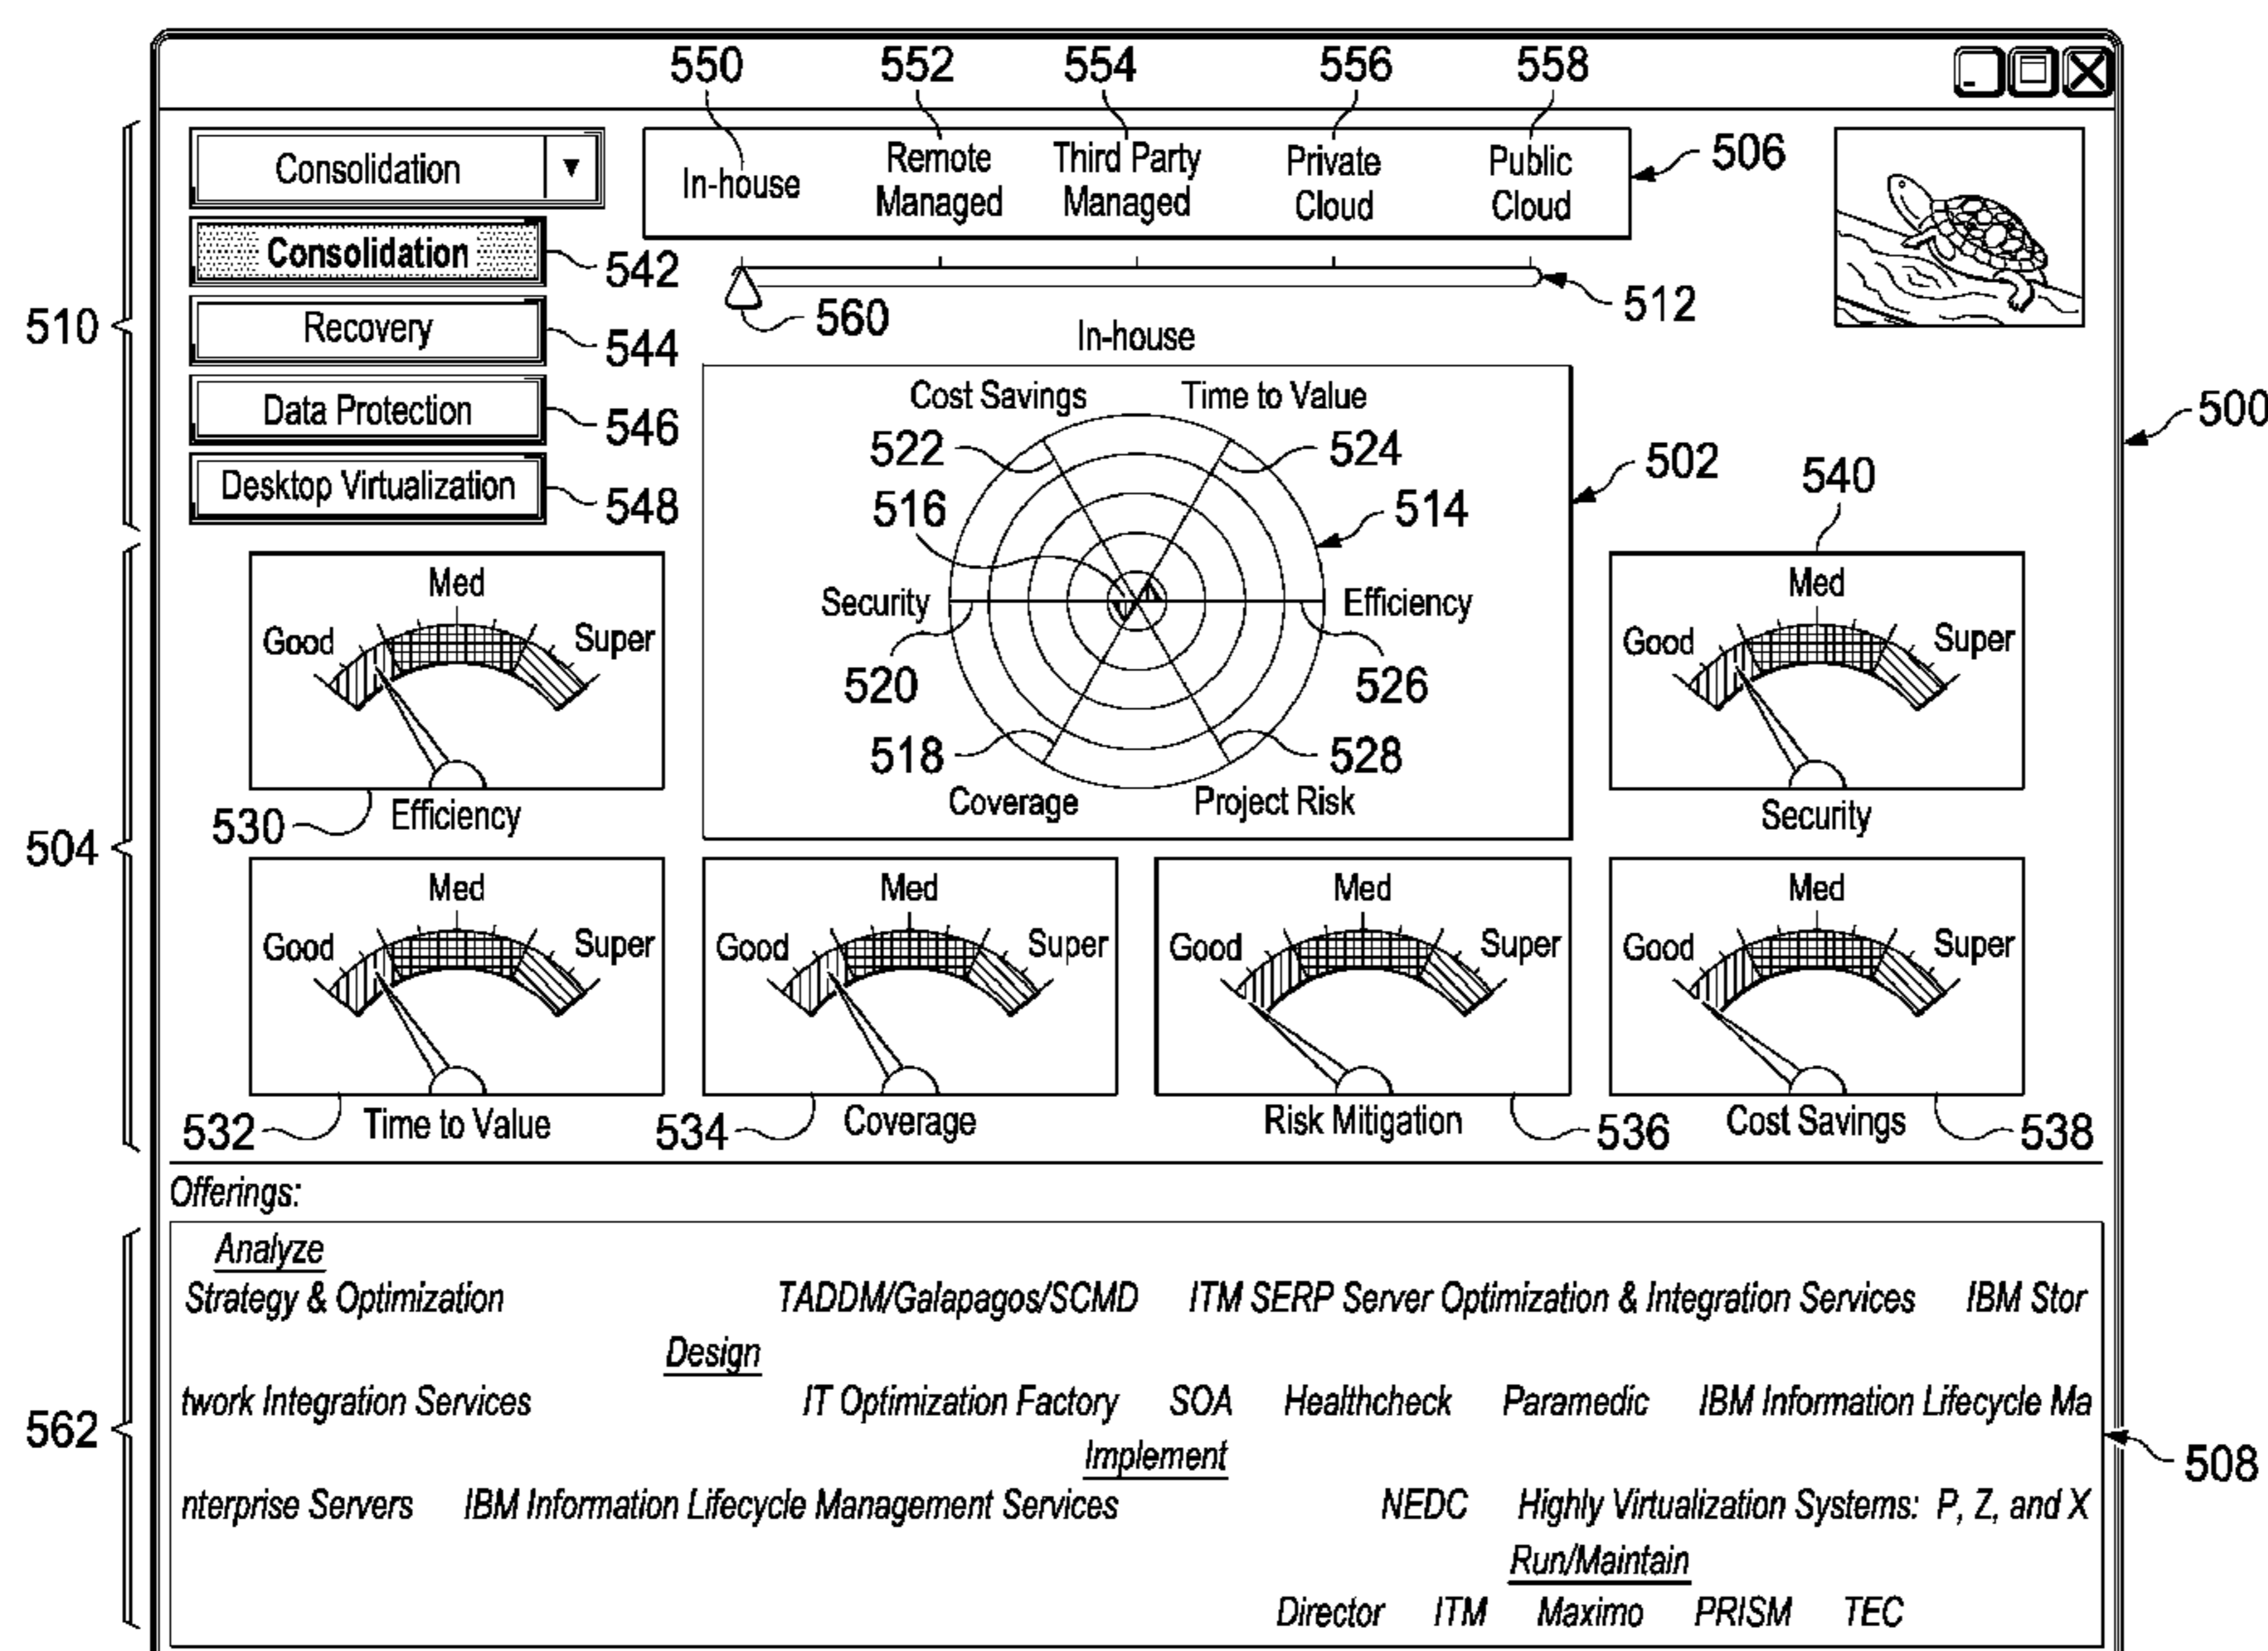 550 552 554 556 558
Consolidation ▼
In-house
Remote
Managed
Third Party
Managed
Private
Cloud
Public
Cloud
506
Consolidation 542
Recovery 544
Data Protection 546
Desktop Virtualization 548
510
560
512
In-house
500
502
Cost Savings Time to Value
522 524
516 514
Security Efficiency
520 526
518 528
Coverage Project Risk
540
504
Good Med Super
530 Efficiency
Good Med Super
Security
Good Med Super
532 Time to Value
Good Med Super
534 Coverage
Good Med Super
Risk Mitigation 536
Good Med Super
Cost Savings 538
Offerings:
562
508
Analyze
Strategy & Optimization TADDM/Galapagos/SCMD ITM SERP Server Optimization & Integration Services IBM Stor
Design
twork Integration Services IT Optimization Factory SOA Healthcheck Paramedic IBM Information Lifecycle Ma
Implement
nterprise Servers IBM Information Lifecycle Management Services NEDC Highly Virtualization Systems: P, Z, and X
Run/Maintain
Director ITM Maximo PRISM TEC